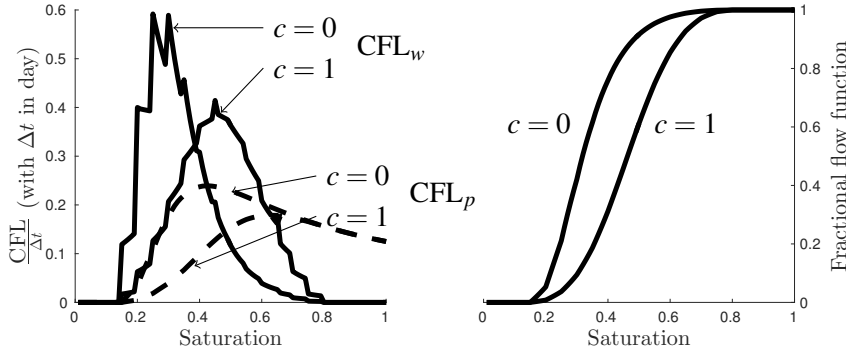 0.6
0.5
0.4
0.3
0.2
0.1
0
0
0.2
0.4
0.6
0.8
1
Saturation
CFL/Δt (with Δt in day)
c = 0
CFL_w
c = 1
c = 0
CFL_p
c = 1
1
0.8
0.6
0.4
0.2
0
0
0.2
0.4
0.6
0.8
1
Saturation
Fractional flow function
c = 0
c = 1